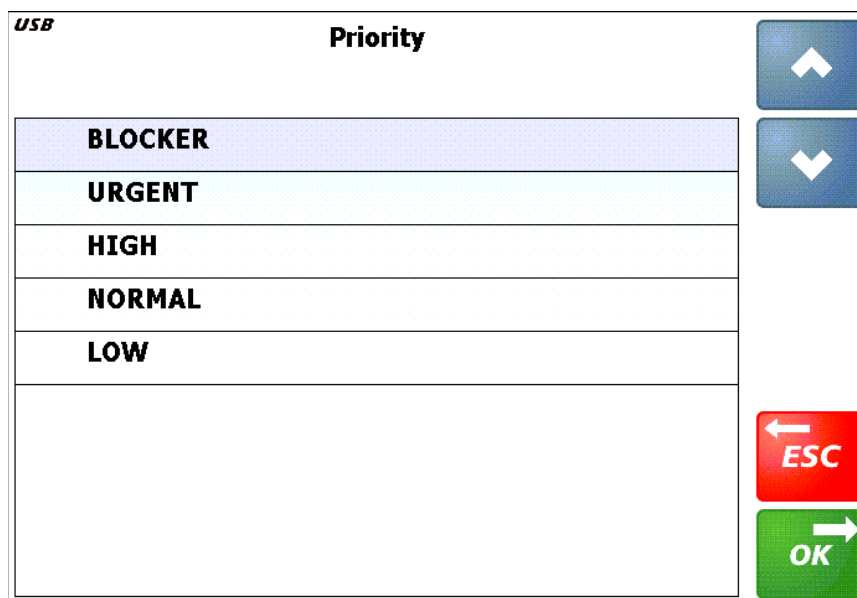 USB
Priority
BLOCKER
URGENT
HIGH
NORMAL
LOW
ESC
OK